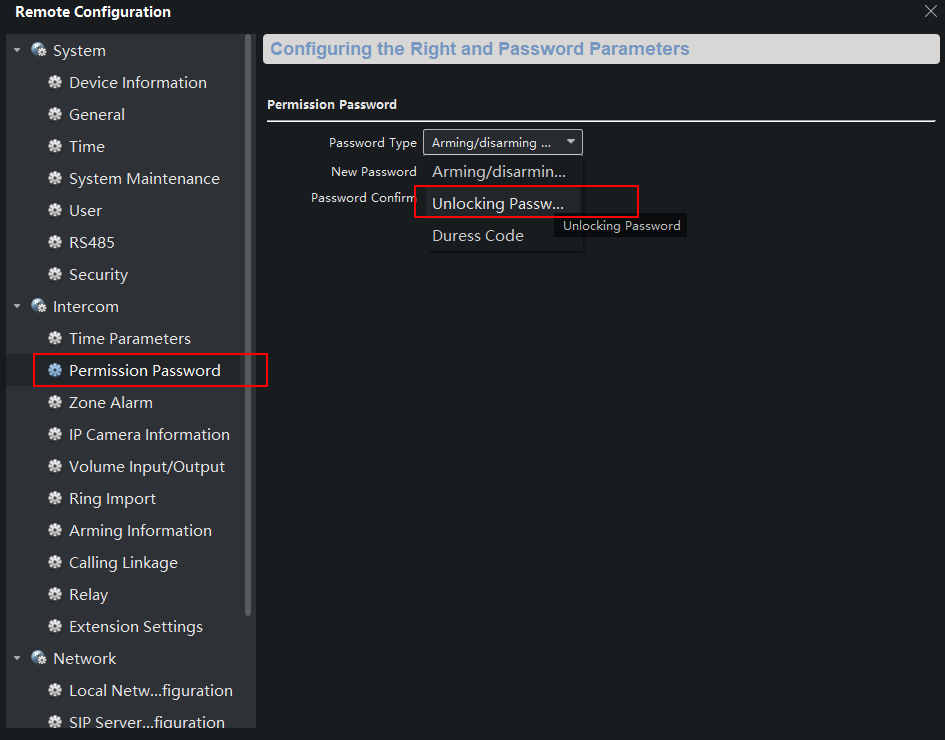 Remote Configuration
System
Device Information
General
Time
System Maintenance
User
RS485
Security
Intercom
Time Parameters
Permission Password
Zone Alarm
IP Camera Information
Volume Input/Output
Ring Import
Arming Information
Calling Linkage
Relay
Extension Settings
Network
Local Netw...figuration
SIP Server...figuration
Configuring the Right and Password Parameters
Permission Password
Password Type Arming/disarming ...
New Password Arming/disarmin...
Password Confirm Unlocking Passw...
Unlocking Password
Duress Code